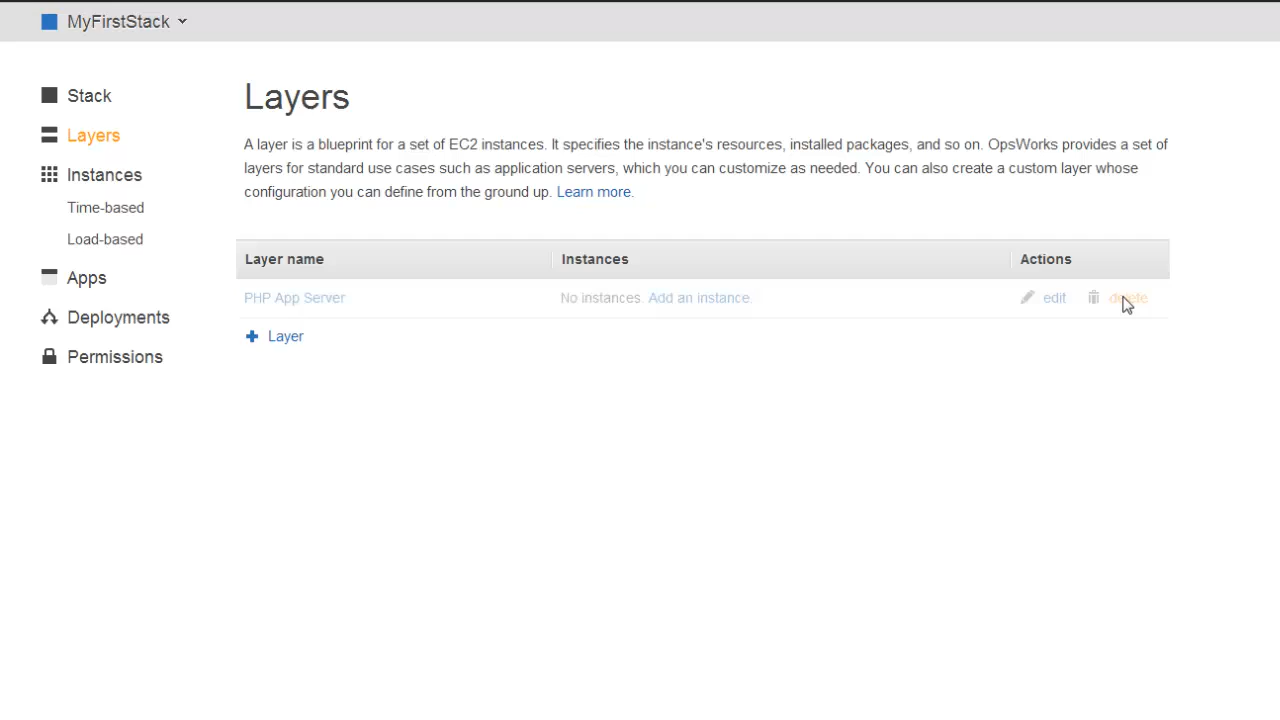 MyFirstStack
Stack
Layers
Instances
Time-based
Load-based
Apps
Deployments
Permissions
Layers
A layer is a blueprint for a set of EC2 instances. It specifies the instance's resources, installed packages, and so on. OpsWorks provides a set of
layers for standard use cases such as application servers, which you can customize as needed. You can also create a custom layer whose
configuration you can define from the ground up. Learn more.
Layer name Instances Actions
PHP App Server No instances. Add an instance. edit delete
Layer